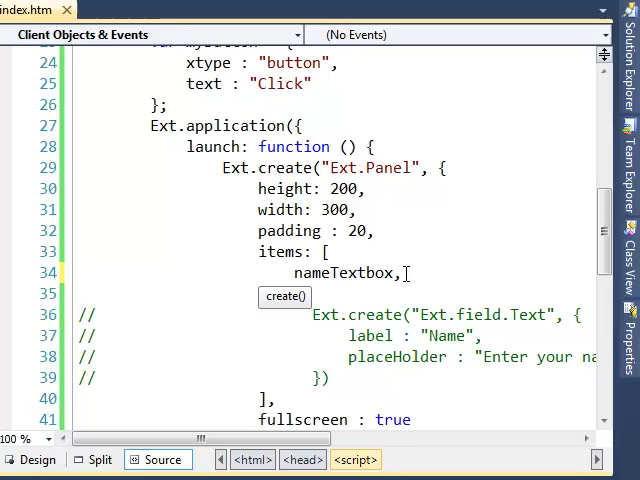 index.htm ×
Client Objects & Events (No Events)
24 xtype : "button",
25 text : "Click"
26 };
27 Ext.application({
28 launch: function () {
29 Ext.create("Ext.Panel", {
30 height: 200,
31 width: 300,
32 padding : 20,
33 items: [
34 nameTextbox,
35 create()
36 // Ext.create("Ext.field.Text", {
37 // label : "Name",
38 // placeHolder : "Enter your na
39 // })
40 ],
41 fullscreen : true
100 %
Design Split Source <html> <head> <script>
Solution Explorer
Team Explorer
Class View
Properties